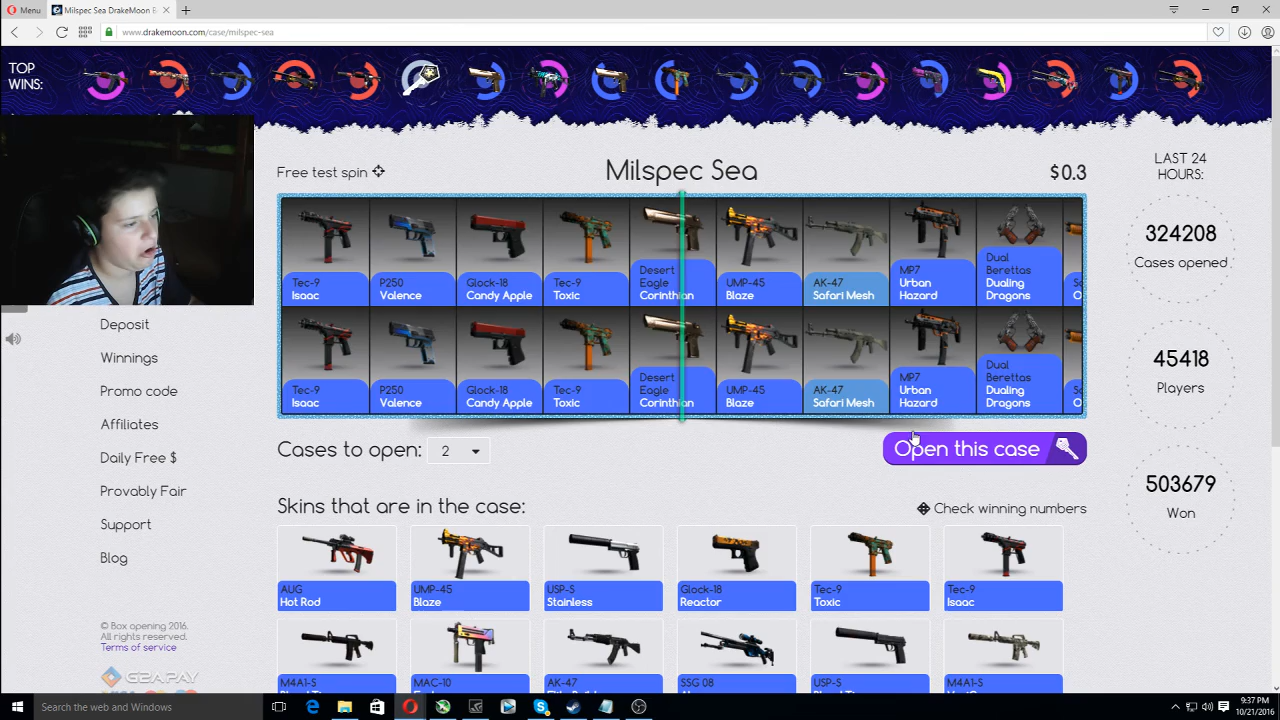 Menu
Milspec Sea DrakeMoon B
www.drakemoon.com/case/milspec-sea
TOP
WINS:
Free test spin
Milspec Sea
$0.3
LAST 24
HOURS:
324208
Cases opened
45418
Players
503679
Won
Tec-9
Isaac
P250
Valence
Glock-18
Candy Apple
Tec-9
Toxic
Desert
Eagle
Corinthian
UMP-45
Blaze
AK-47
Safari Mesh
MP7
Urban
Hazard
Dual
Berettas
Dualing
Dragons
Tec-9
Isaac
P250
Valence
Glock-18
Candy Apple
Tec-9
Toxic
Desert
Eagle
Corinthian
UMP-45
Blaze
AK-47
Safari Mesh
MP7
Urban
Hazard
Dual
Berettas
Dualing
Dragons
Deposit
Winnings
Promo code
Affiliates
Daily Free $
Provably Fair
Support
Blog
Cases to open: 2
Open this case
Skins that are in the case:
Check winning numbers
AUG
Hot Rod
UMP-45
Blaze
USP-S
Stainless
Glock-18
Reactor
Tec-9
Toxic
Tec-9
Isaac
M4A1-S
MAC-10
AK-47
SSG 08
USP-S
M4A1-S
© Box opening 2016.
All rights reserved.
Terms of service
G2A PAY
Search the web and Windows
9:37 PM
10/21/2016